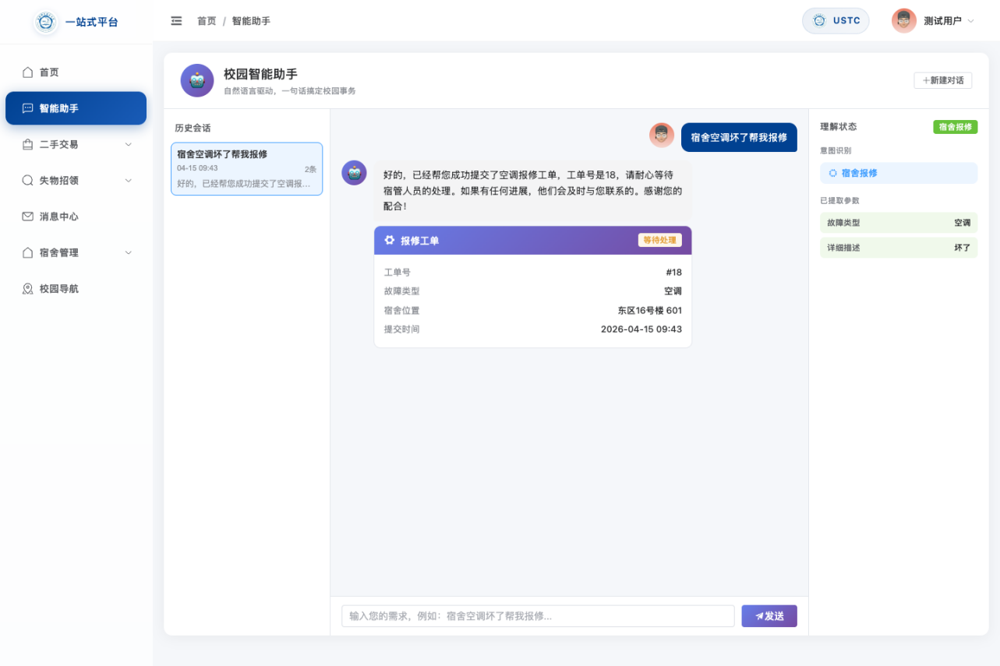 一站式平台
首页 / 智能助手
USTC
测试用户
首页
智能助手
二手交易
失物招领
消息中心
宿舍管理
校园导航
校园智能助手
自然语言驱动，一句话搞定校园事务
+新建对话
历史会话
宿舍空调坏了帮我报修
04-15 09:43 2条
好的，已经帮您成功提交了空调报...
宿舍空调坏了帮我报修
好的，已经帮您成功提交了空调报修工单，工单号是18，请耐心等待
宿管人员的处理。如果有任何进展，他们会及时与您联系的。感谢您的
配合！
报修工单 等待处理
工单号 #18
故障类型 空调
宿舍位置 东区16号楼 601
提交时间 2026-04-15 09:43
输入您的需求，例如：宿舍空调坏了帮我报修...
发送
理解状态 宿舍报修
意图识别
宿舍报修
已提取参数
故障类型 空调
详细描述 坏了